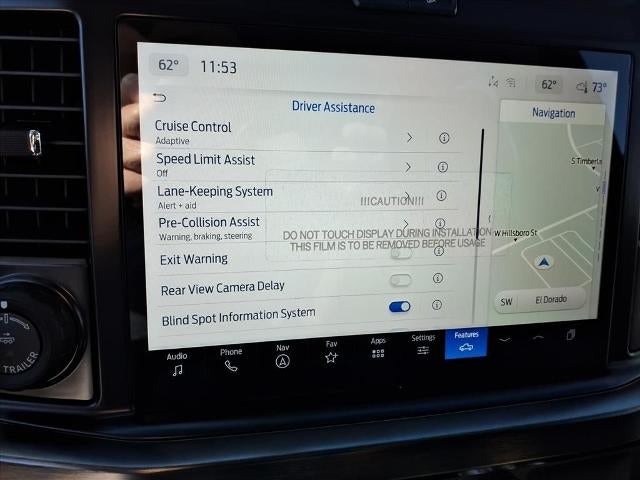 62° 11:53 62° 73°
Driver Assistance
Navigation
Cruise Control
Adaptive
Speed Limit Assist
Off
Lane-Keeping System
Alert + aid
Pre-Collision Assist
Warning, braking, steering
Exit Warning
Rear View Camera Delay
Blind Spot Information System
!!!CAUTION!!!
DO NOT TOUCH DISPLAY DURING INSTALLATION
THIS FILM IS TO BE REMOVED BEFORE USAGE
S Timberla
W Hillsboro St
SW El Dorado
Audio Phone Nav Fav Apps Settings Features
TRAILER